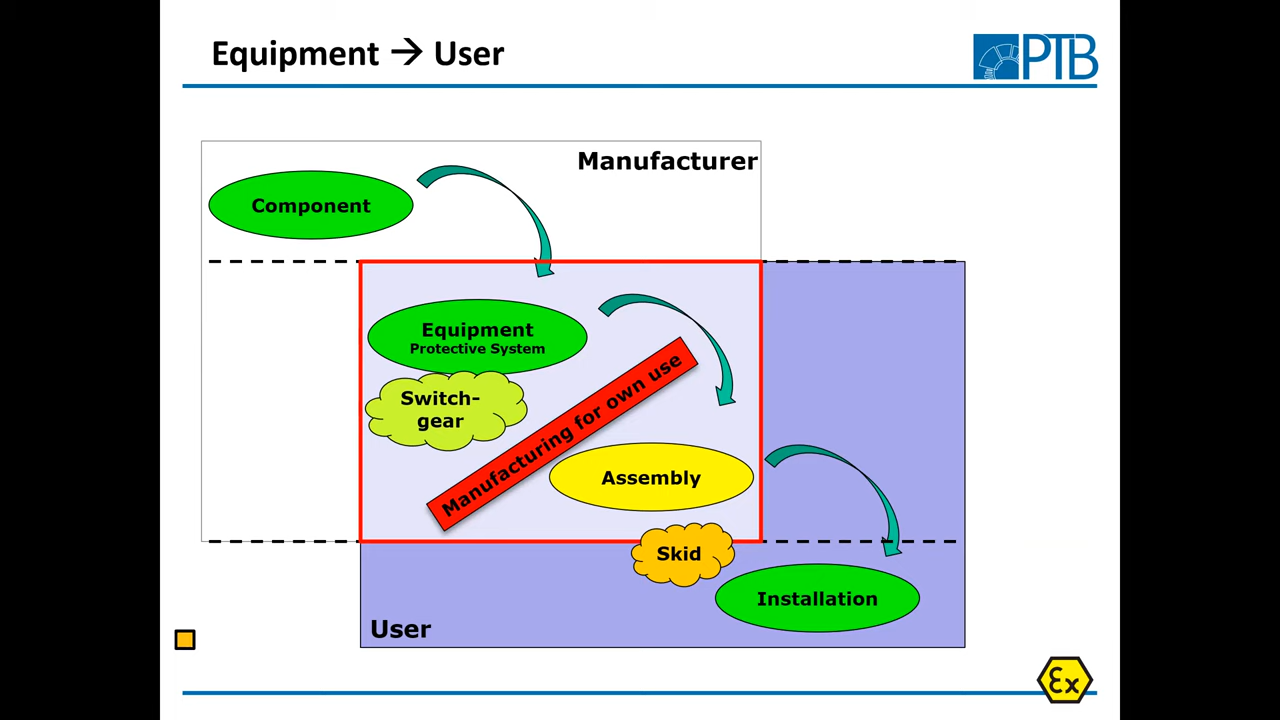 Equipment → User
PTB
Manufacturer
Component
Equipment
Protective System
Switch-
gear
Manufacturing for own use
Assembly
Skid
Installation
User
Ex